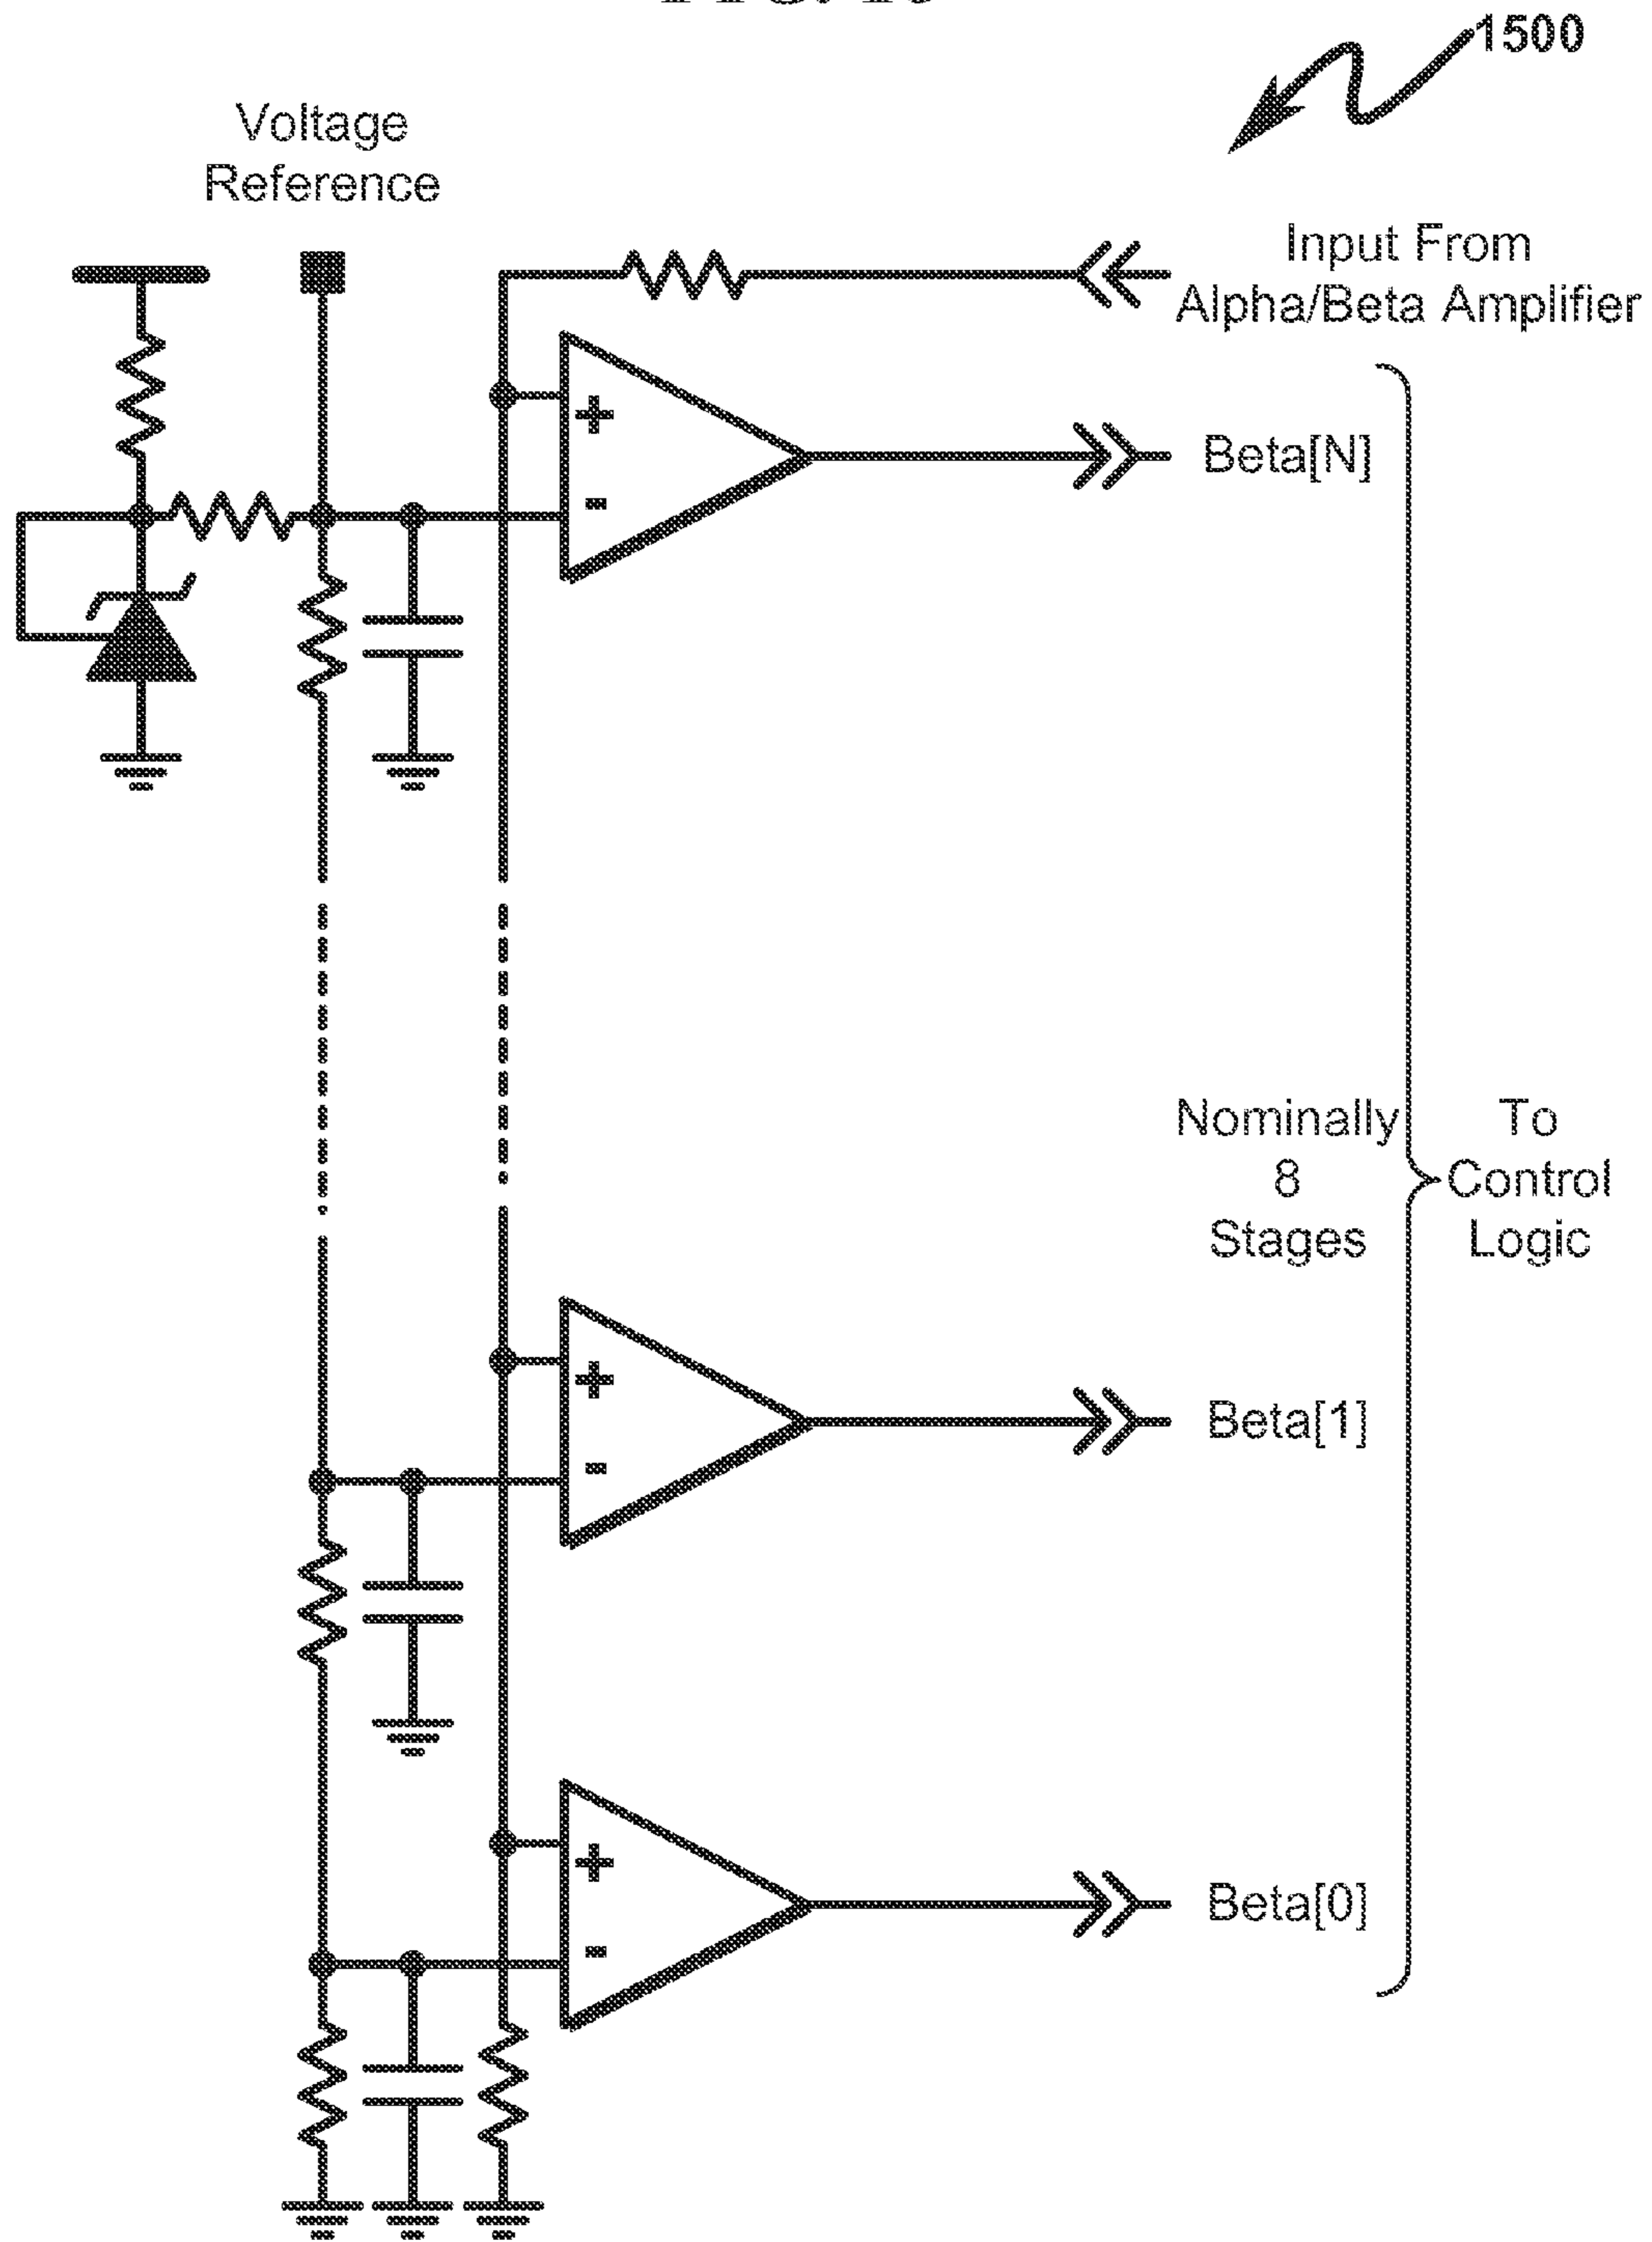 1500
Voltage
Reference
Input From
Alpha/Beta Amplifier
+
-
Beta[N]
Nominally
8
Stages
To
Control
Logic
+
-
Beta[1]
+
-
Beta[0]